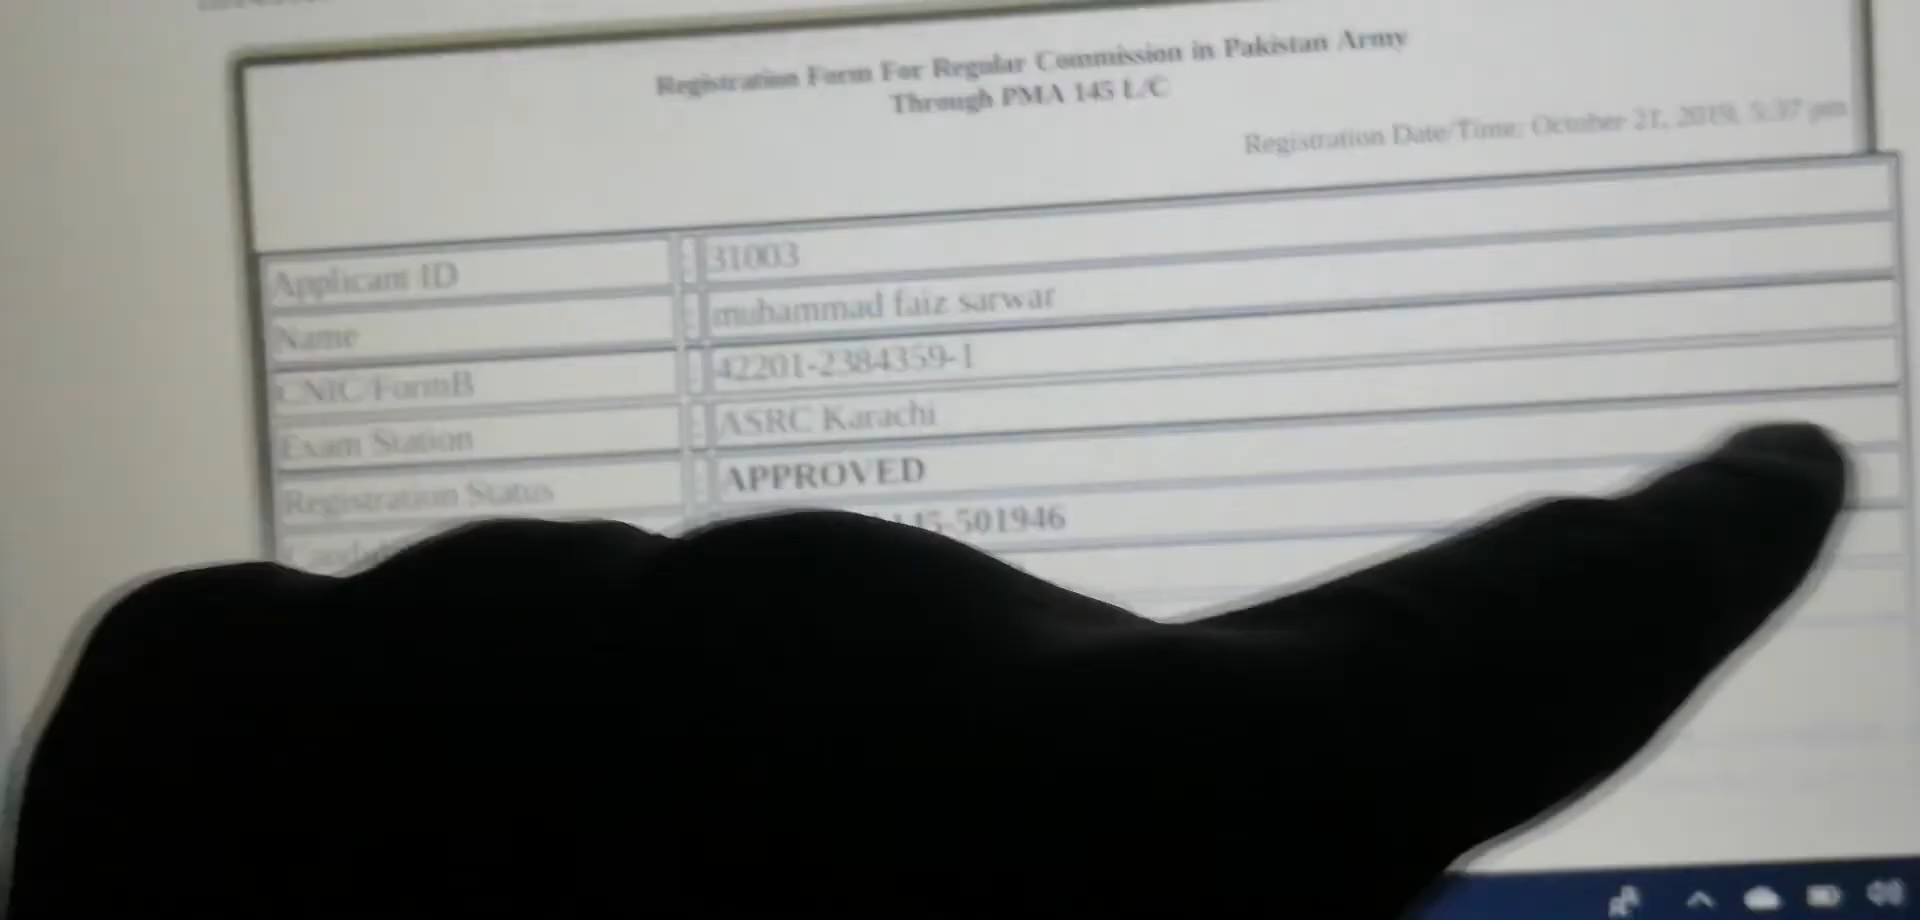 Registration Form For Regular Commission in Pakistan Army
Through PMA 145 L/C
Registration Date/Time: October 21, 2019, 5:37 pm
Applicant ID : 31003
Name : muhammad faiz sarwar
CNIC/FormB : 42201-2384359-1
Exam Station : ASRC Karachi
Registration Status : APPROVED
145-501946